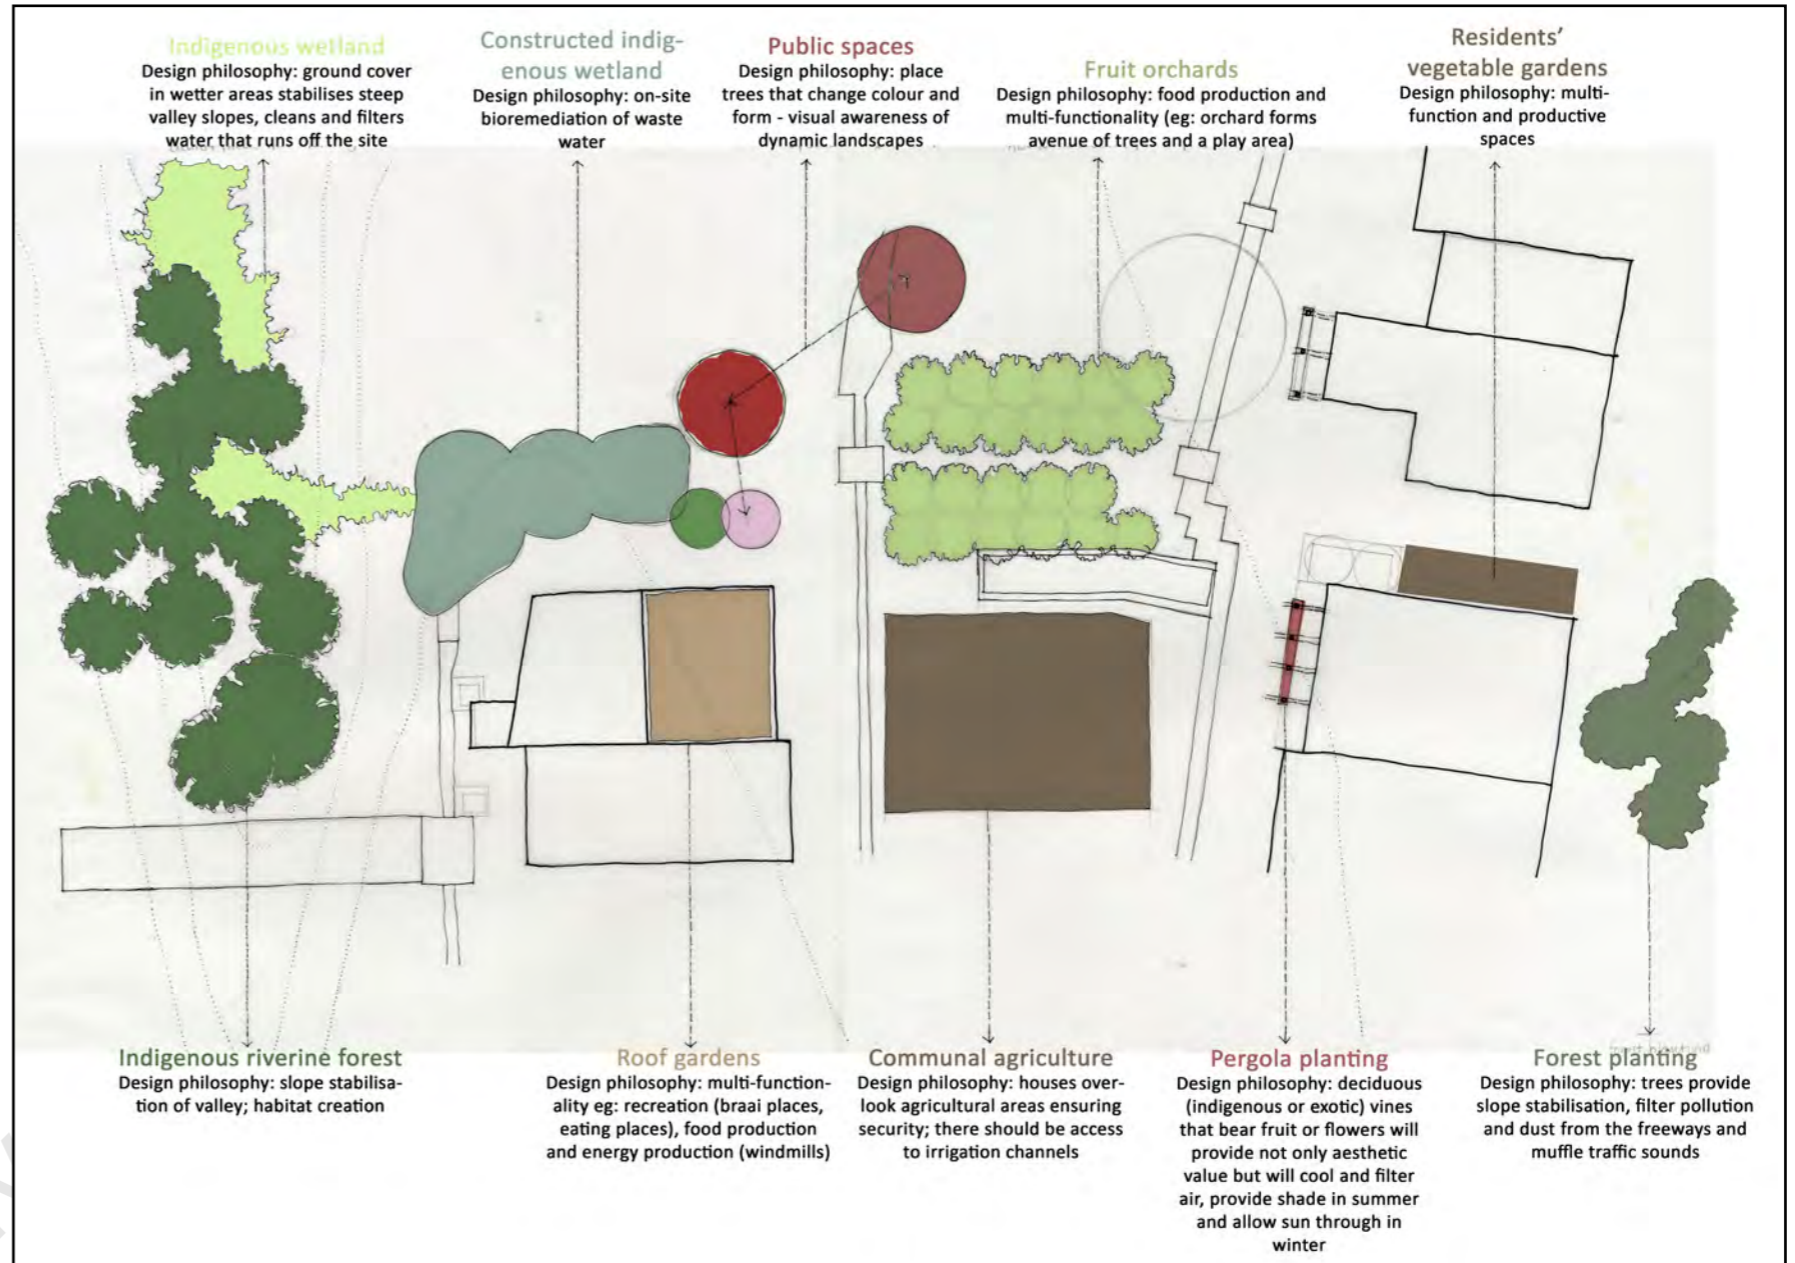 Indigenous wetland
Design philosophy: ground cover
in wetter areas stabilises steep
valley slopes, cleans and filters
water that runs off the site
Constructed indig-
enous wetland
Design philosophy: on-site
bioremediation of waste
water
Public spaces
Design philosophy: place
trees that change colour and
form - visual awareness of
dynamic landscapes
Fruit orchards
Design philosophy: food production and
multi-functionality (eg: orchard forms
avenue of trees and a play area)
Residents'
vegetable gardens
Design philosophy: multi-
function and productive
spaces
Indigenous riverine forest
Design philosophy: slope stabilisa-
tion of valley; habitat creation
Roof gardens
Design philosophy: multi-function-
ality eg: recreation (braai places,
eating places), food production
and energy production (windmills)
Communal agriculture
Design philosophy: houses over-
look agricultural areas ensuring
security; there should be access
to irrigation channels
Pergola planting
Design philosophy: deciduous
(indigenous or exotic) vines
that bear fruit or flowers will
provide not only aesthetic
value but will cool and filter
air, provide shade in summer
and allow sun through in
winter
Forest planting
Design philosophy: trees provide
slope stabilisation, filter pollution
and dust from the freeways and
muffle traffic sounds